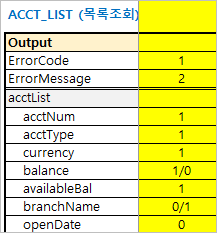 ACCT_LIST (목록조회)
Output
ErrorCode 1
ErrorMessage 2
acctList
acctNum 1
acctType 1
currency 1
balance 1/0
availableBal 1
branchName 0/1
openDate 0